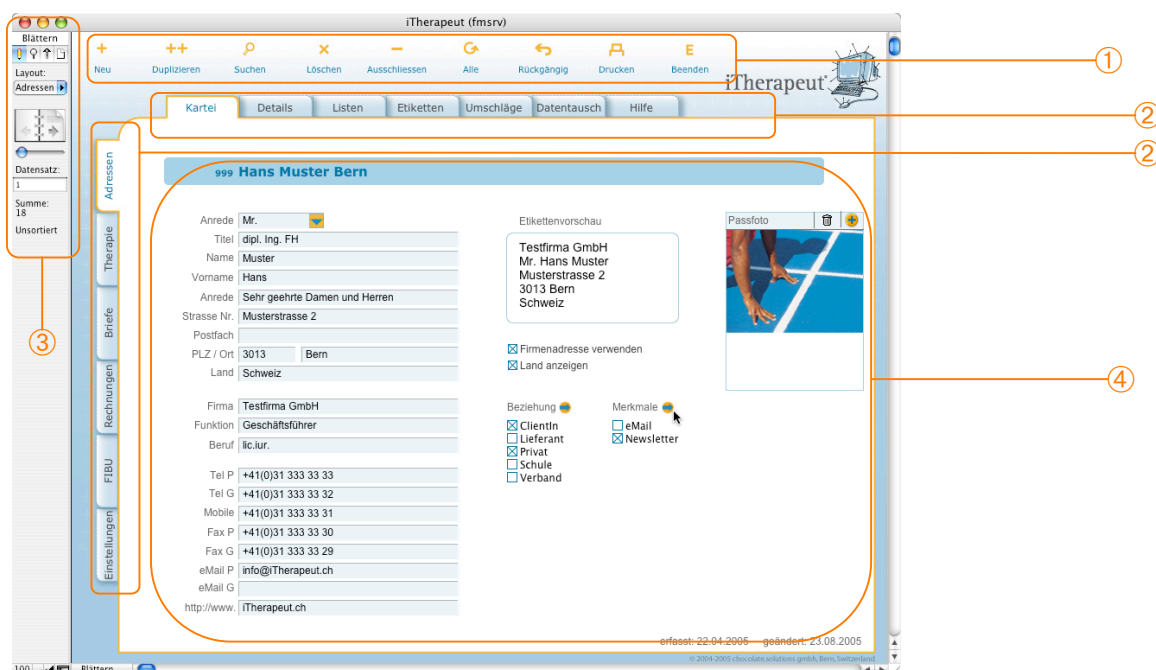 iTherapeut (fmsrv)
Blättern
Layout:
Adressen
Datensatz:
1
Summe:
18
Unsortiert
Neu
Duplizieren
Suchen
Löschen
Ausschliessen
Alle
Rückgängig
Drucken
E
Beenden
1
iTherapeut
Kartei
Details
Listen
Etiketten
Umschläge
Datentausch
Hilfe
2
2
Adressen
Therapie
Briefe
Rechnungen
FIBU
Einstellungen
3
999 Hans Muster Bern
Anrede Mr.
Titel dipl. Ing. FH
Name Muster
Vorname Hans
Anrede Sehr geehrte Damen und Herren
Strasse Nr. Musterstrasse 2
Postfach
PLZ / Ort 3013 Bern
Land Schweiz
Firma Testfirma GmbH
Funktion Geschäftsführer
Beruf lic.iur.
Tel P +41(0)31 333 33 33
Tel G +41(0)31 333 33 32
Mobile +41(0)31 333 33 31
Fax P +41(0)31 333 33 30
Fax G +41(0)31 333 33 29
eMail P info@iTherapeut.ch
eMail G
http://www. iTherapeut.ch
Etikettenvorschau
Testfirma GmbH
Mr. Hans Muster
Musterstrasse 2
3013 Bern
Schweiz
Firmenadresse verwenden
Land anzeigen
Beziehung
ClientIn
Lieferant
Privat
Schule
Verband
Merkmale
eMail
Newsletter
Passfoto
4
erfasst: 22.04.2005 geändert: 23.08.2005
© 2004-2005 chocolate.solutions gmbh, Bern, Switzerland
100
Blättern